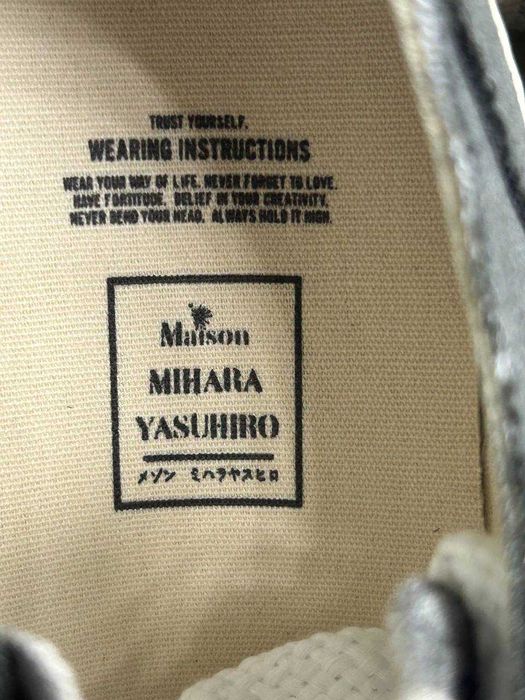 TRUST YOURSELF.
WEARING INSTRUCTIONS
WEAR YOUR WAY OF LIFE. NEVER FORGET TO LOVE.
HAVE FORTITUDE. BELIEF IN YOUR CREATIVITY.
NEVER BEND YOUR HEAD. ALWAYS HOLD IT HIGH.
Maison
MIHARA
YASUHIRO
メゾン ミハラヤスヒロ